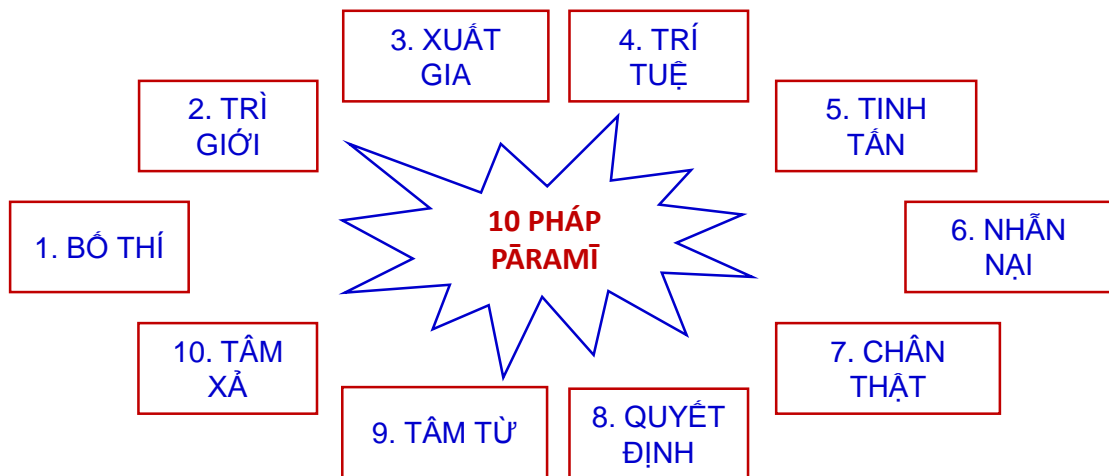 3. XUẤT
GIA
4. TRÍ
TUỆ
2. TRÌ
GIỚI
5. TINH
TẤN
1. BỐ THÍ
10 PHÁP
PĀRAMĪ
6. NHẪN
NẠI
10. TÂM
XẢ
7. CHÂN
THẬT
9. TÂM TỪ
8. QUYẾT
ĐỊNH